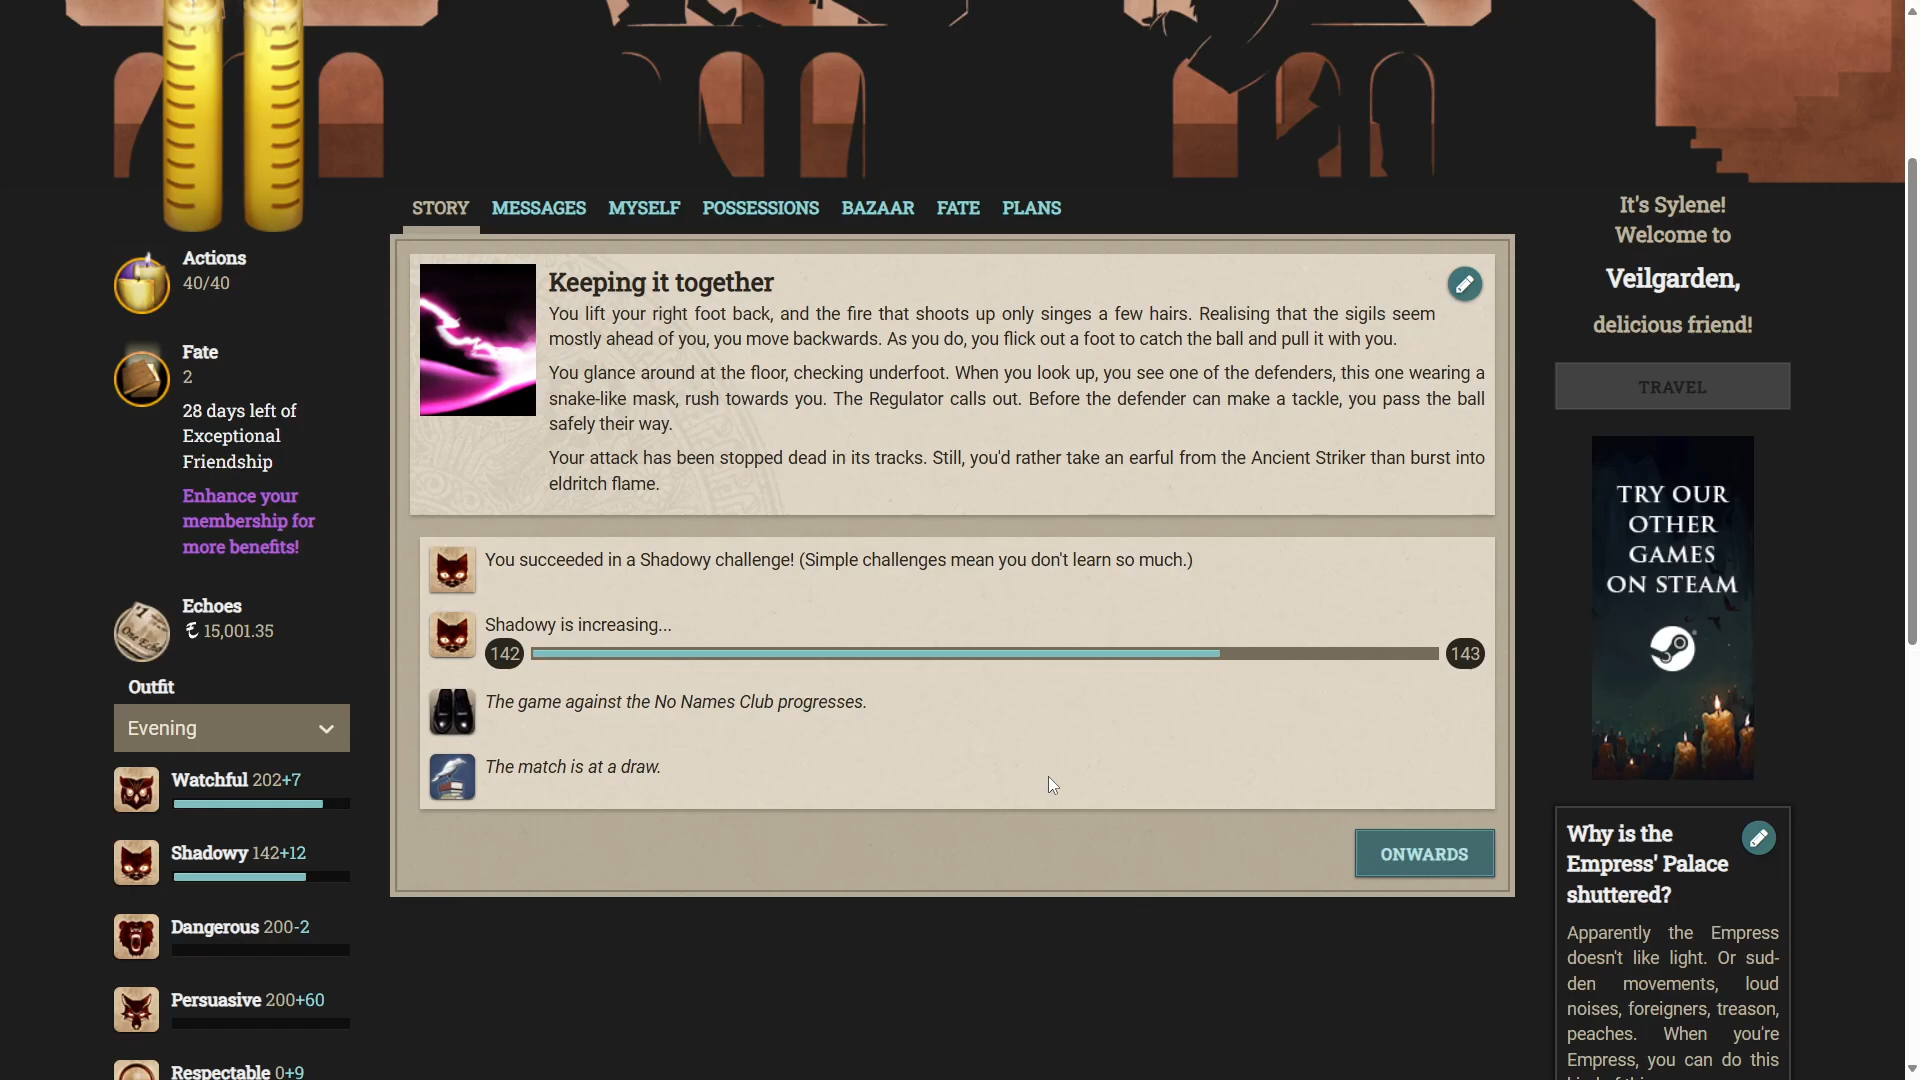 STORY MESSAGES MYSELF POSSESSIONS BAZAAR FATE PLANS
Actions
40/40
Fate
2
28 days left of
Exceptional
Friendship
Enhance your
membership for
more benefits!
Echoes
15,001.35
Outfit
Evening
Watchful 202+7
Shadowy 142+12
Dangerous 200-2
Persuasive 200+60
Respectable 0+9
Keeping it together
You lift your right foot back, and the fire that shoots up only singes a few hairs. Realising that the sigils seem
mostly ahead of you, you move backwards. As you do, you flick out a foot to catch the ball and pull it with you.
You glance around at the floor, checking underfoot. When you look up, you see one of the defenders, this one wearing a
snake-like mask, rush towards you. The Regulator calls out. Before the defender can make a tackle, you pass the ball
safely their way.
Your attack has been stopped dead in its tracks. Still, you'd rather take an earful from the Ancient Striker than burst into
eldritch flame.
You succeeded in a Shadowy challenge! (Simple challenges mean you don't learn so much.)
Shadowy is increasing...
142 143
The game against the No Names Club progresses.
The match is at a draw.
ONWARDS
It's Sylene!
Welcome to
Veilgarden,
delicious friend!
TRAVEL
TRY OUR
OTHER
GAMES
ON STEAM
Why is the
Empress' Palace
shuttered?
Apparently the Empress
doesn't like light. Or sud-
den movements, loud
noises, foreigners, treason,
peaches. When you're
Empress, you can do this